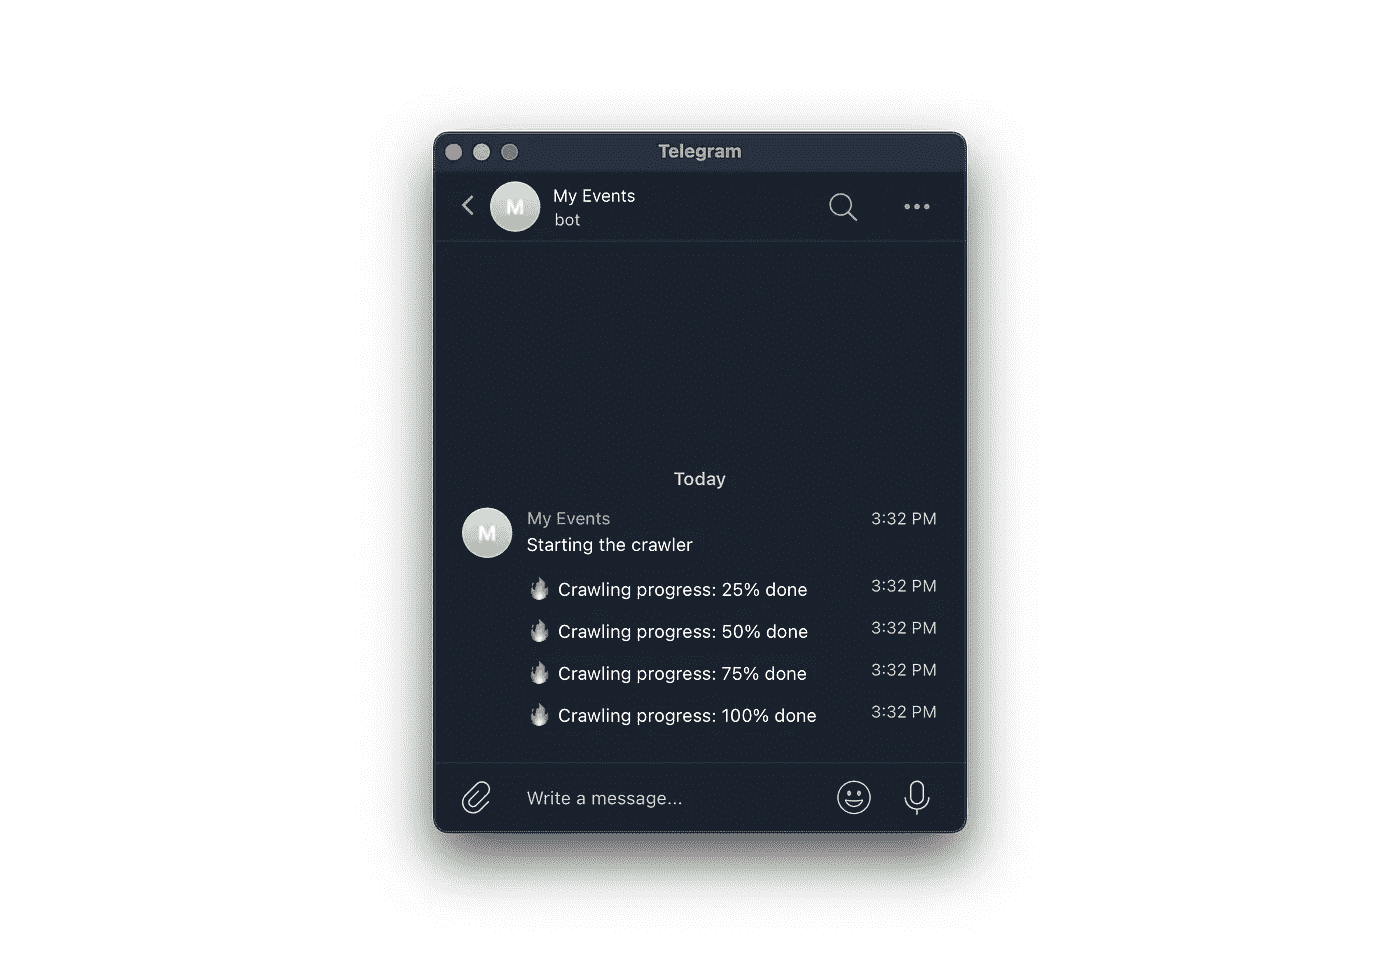 Telegram
M
My Events
bot
Today
M
My Events 3:32 PM
Starting the crawler
🔥 Crawling progress: 25% done 3:32 PM
🔥 Crawling progress: 50% done 3:32 PM
🔥 Crawling progress: 75% done 3:32 PM
🔥 Crawling progress: 100% done 3:32 PM
Write a message...